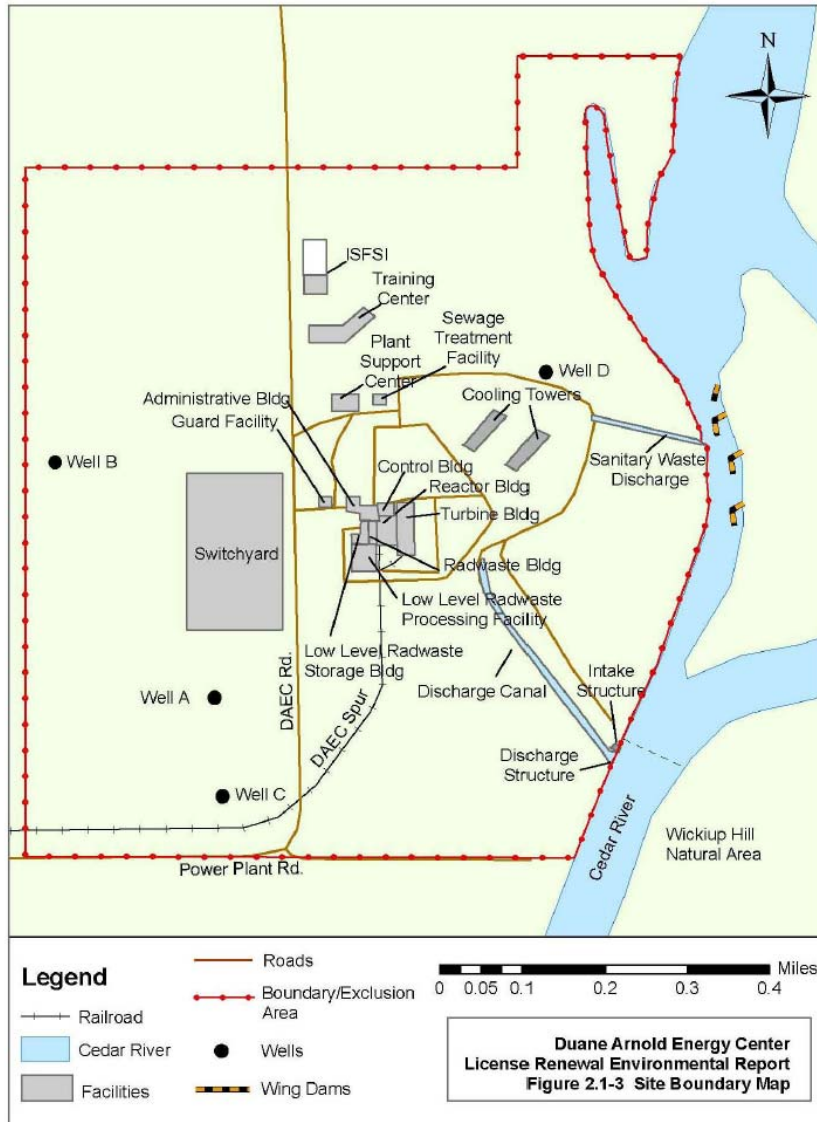 N
ISFSI
Training
Center
Sewage
Treatment
Facility
Plant
Support
Center
Well D
Administrative Bldg
Guard Facility
Cooling Towers
Well B
Control Bldg
Sanitary Waste
Discharge
Reactor Bldg
Turbine Bldg
Switchyard
Radwaste Bldg
Low Level Radwaste
Processing Facility
Low Level Radwaste
Storage Bldg
Intake
Structure
Discharge Canal
Well A
DAEC Rd.
DAEC Spur
Discharge
Structure
Well C
Cedar River
Wickiup Hill
Natural Area
Power Plant Rd.
Legend
Railroad
Cedar River
Facilities
Roads
Boundary/Exclusion
Area
Wells
Wing Dams
Miles
0 0.05 0.1 0.2 0.3 0.4
Duane Arnold Energy Center
License Renewal Environmental Report
Figure 2.1-3 Site Boundary Map